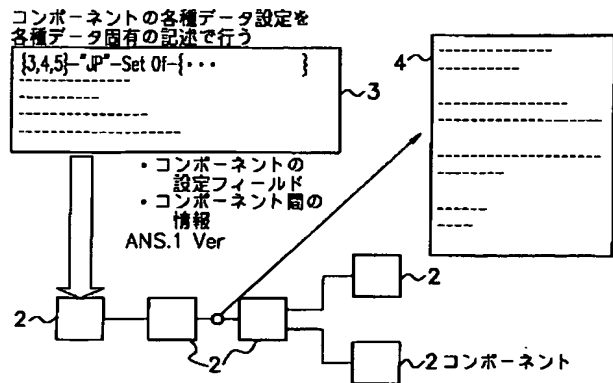 コンポーネントの各種データ設定を
各種データ固有の記述で行う
{3,4,5}-"JP"-Set Of-{・・・ }
3
4
・コンポーネントの
設定フィールド
・コンポーネント間の
情報
ANS.1 Ver
2
2
2
2 コンポーネント